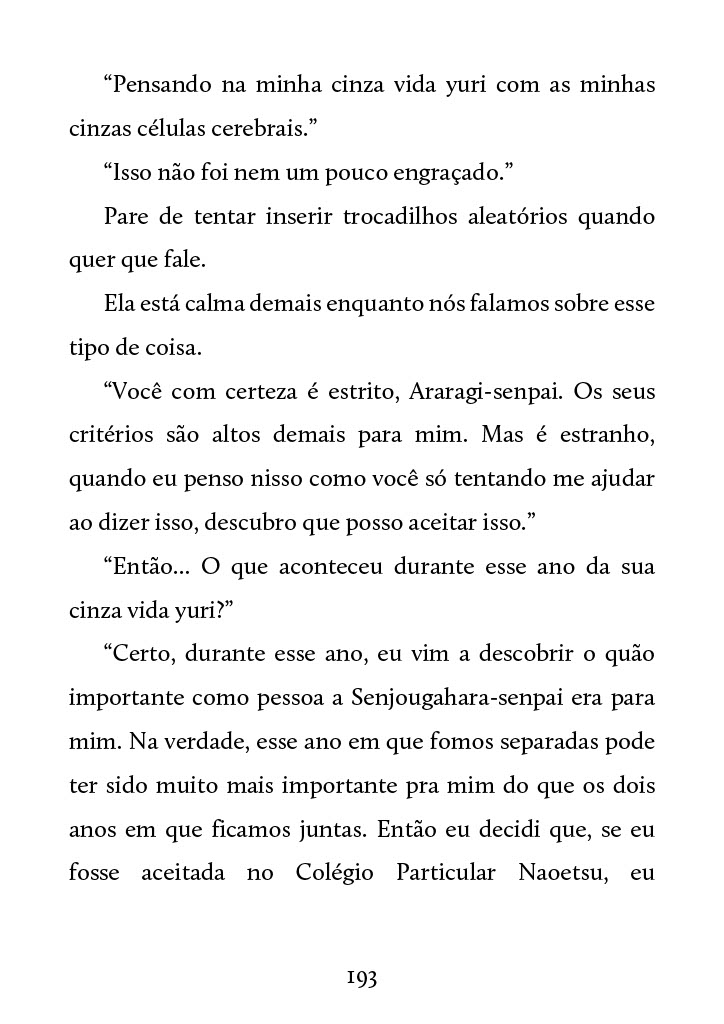 “Pensando na minha cinza vida yuri com as minhas
cinzas células cerebrais.”
“Isso não foi nem um pouco engraçado.”
Pare de tentar inserir trocadilhos aleatórios quando
quer que fale.
Ela está calma demais enquanto nós falamos sobre esse
tipo de coisa.
“Você com certeza é estrito, Araragi-senpai. Os seus
critérios são altos demais para mim. Mas é estranho,
quando eu penso nisso como você só tentando me ajudar
ao dizer isso, descubro que posso aceitar isso.”
“Então... O que aconteceu durante esse ano da sua
cinza vida yuri?”
“Certo, durante esse ano, eu vim a descobrir o quão
importante como pessoa a Senjougahara-senpai era para
mim. Na verdade, esse ano em que fomos separadas pode
ter sido muito mais importante pra mim do que os dois
anos em que ficamos juntas. Então eu decidi que, se eu
fosse aceitada no Colégio Particular Naoetsu, eu
193